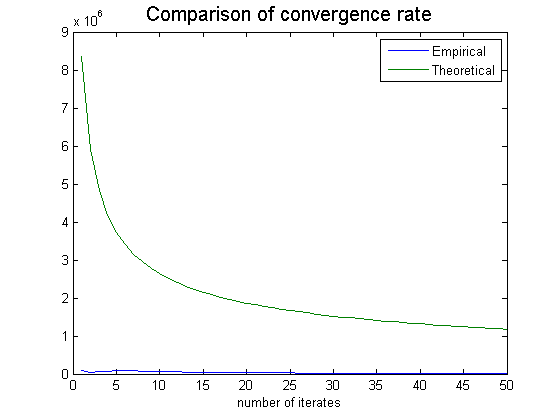 Comparison of convergence rate
x 10^6
9
8
7
6
5
4
3
2
1
0
0 5 10 15 20 25 30 35 40 45 50
number of iterates
Empirical
Theoretical